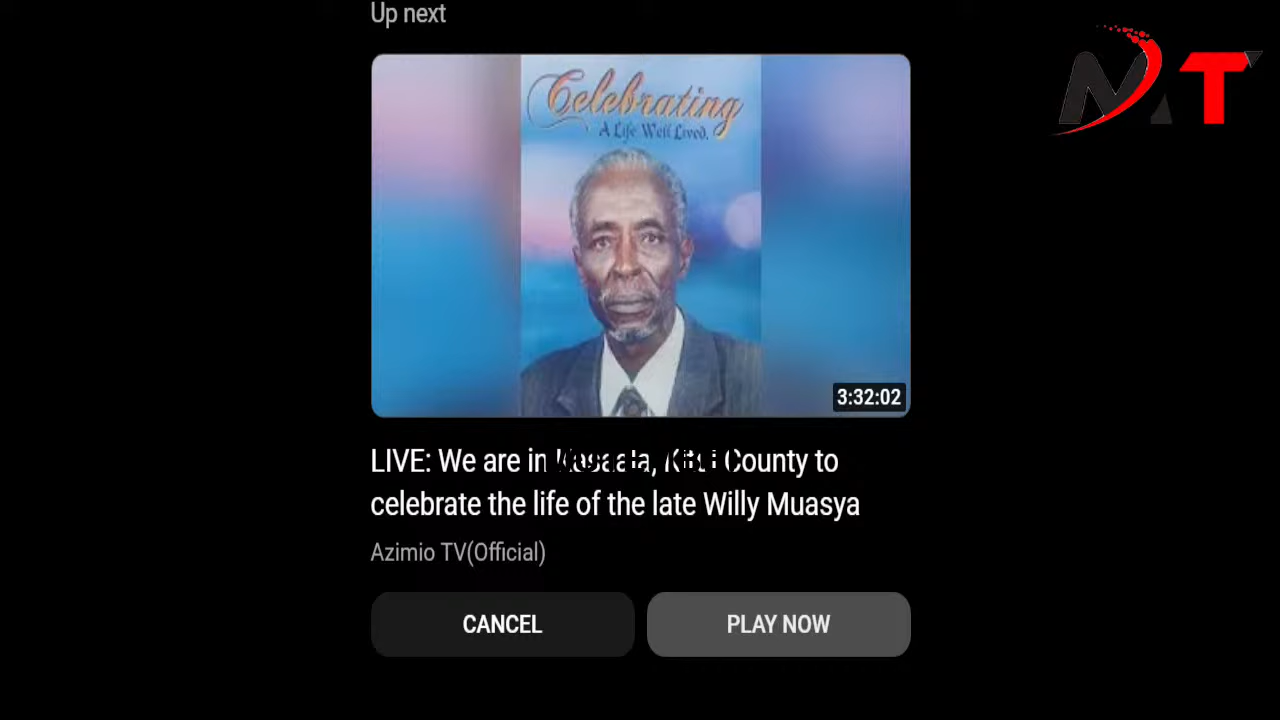 Up next
MT
Celebrating
A Life Well Lived.
3:32:02
LIVE: We are in County to
celebrate the life of the late Willy Muasya
Azimio TV(Official)
CANCEL
PLAY NOW